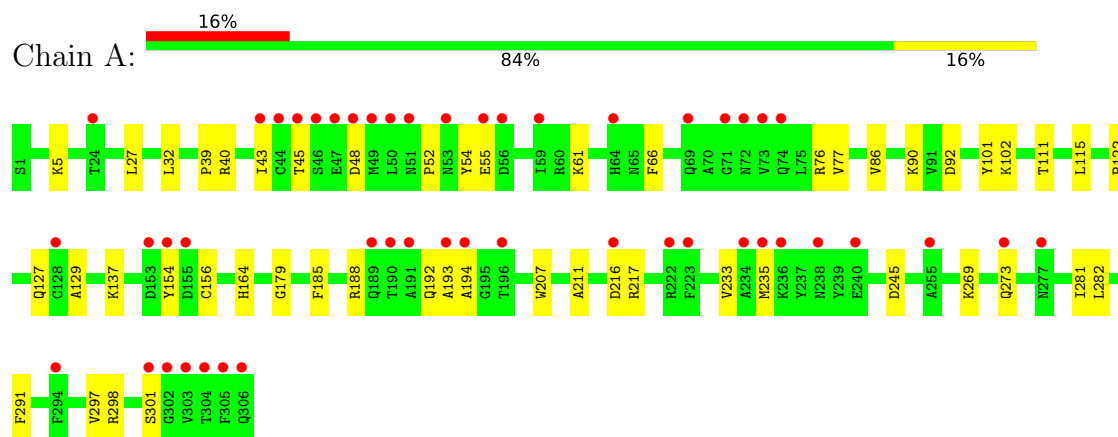 16%
Chain A:
84% 16%
S1 K5 T24 L27 L32 P39 R40 I43 C44 T45 S46 E47 D48 M49 L50 N51 P52 N53 Y54 E55 D56 I59 R60 K61 H64 N65 F66 Q69 A70 G71 N72 V73 Q74 L75 R76 V77 V86 K90 V91 D92 Y101 K102 T111 L115
Q127 C128 A129 K137 D153 Y154 D155 C156 H164 G179 F185 R188 Q189 T190 A191 Q192 A193 A194 G195 T196 W207 A211 D216 R217 R222 F223 V233 A234 M235 K236 Y237 N238 Y239 E240 D245 A255 K269 Q273 N277 I281 L282
F291 F294 V297 R298 S301 G302 V303 T304 F305 Q306